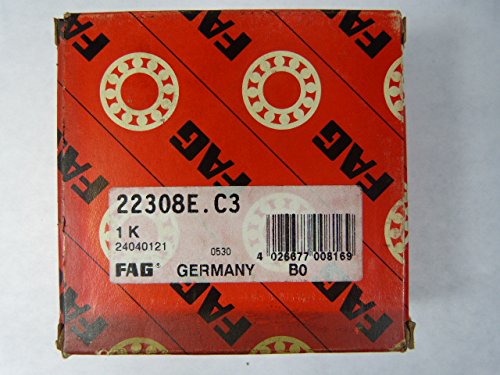 FAG
FAG
FAG
FAG
22308E.C3
1 K
24040121
0530
4 026677 008169
FAG® GERMANY B0